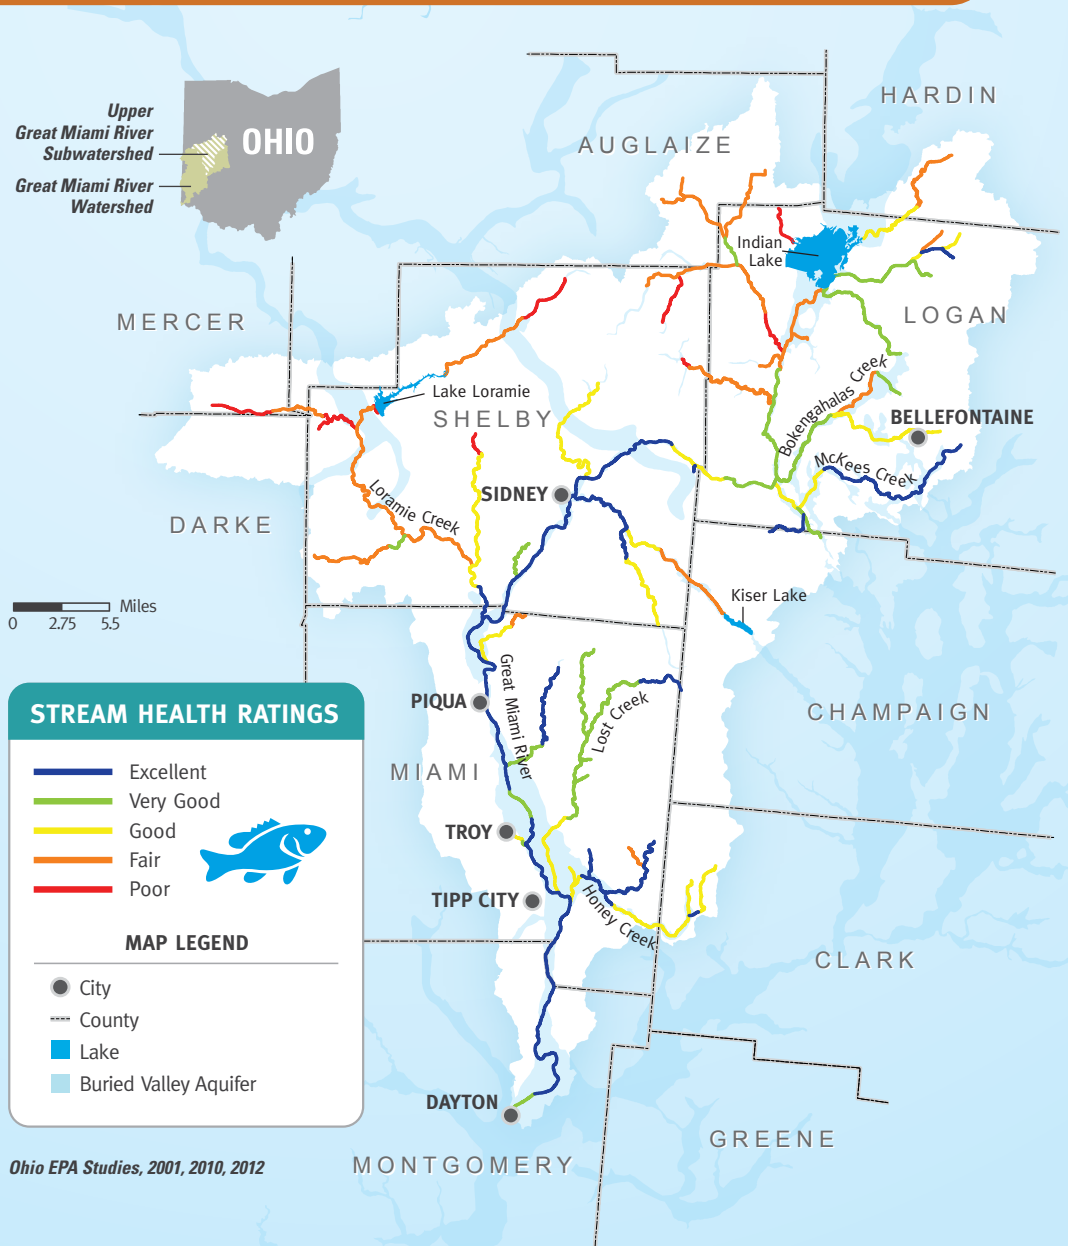 Upper
Great Miami River
Subwatershed
Great Miami River
Watershed
OHIO
HARDIN
AUGLAIZE
Indian
Lake
LOGAN
MERCER
Lake Loramie
SHELBY
Bokengahalas Creek
BELLEFONTAINE
McKees Creek
SIDNEY
Loramie Creek
DARKE
Kiser Lake
Miles
0 2.75 5.5
Great Miami River
PIQUA
Lost Creek
CHAMPAIGN
MIAMI
TROY
TIPP CITY
Honey Creek
CLARK
DAYTON
GREENE
MONTGOMERY
STREAM HEALTH RATINGS
Excellent
Very Good
Good
Fair
Poor
MAP LEGEND
City
County
Lake
Buried Valley Aquifer
Ohio EPA Studies, 2001, 2010, 2012